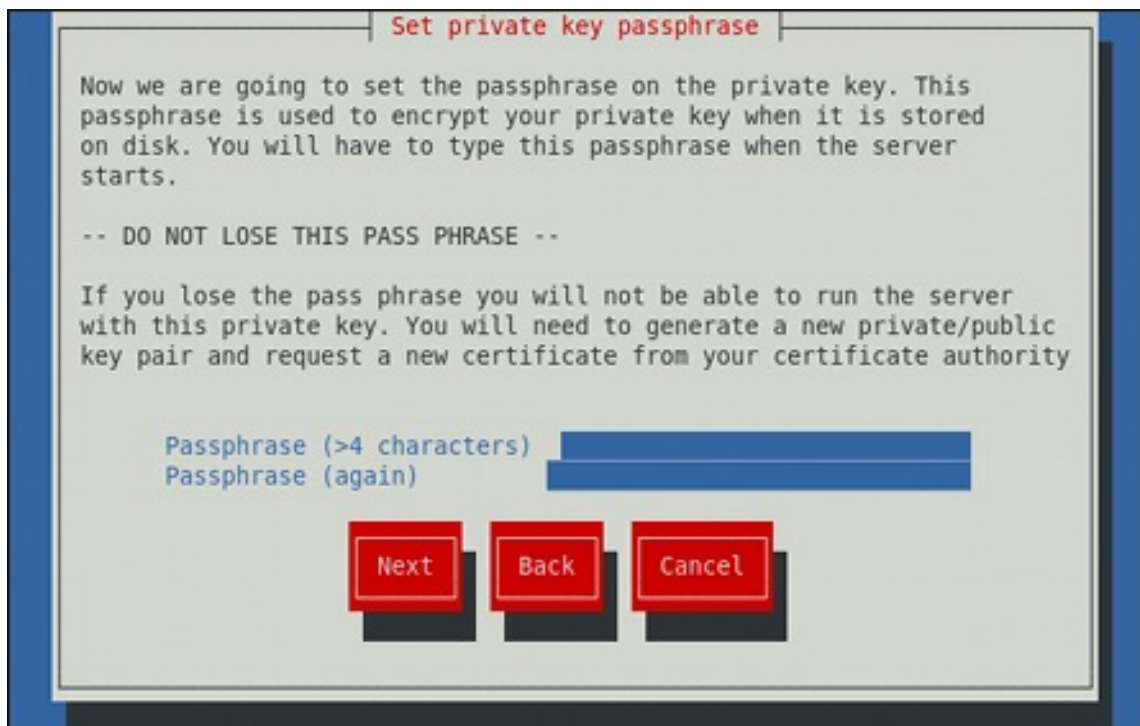 Set private key passphrase
Now we are going to set the passphrase on the private key. This
passphrase is used to encrypt your private key when it is stored
on disk. You will have to type this passphrase when the server
starts.
-- DO NOT LOSE THIS PASS PHRASE --
If you lose the pass phrase you will not be able to run the server
with this private key. You will need to generate a new private/public
key pair and request a new certificate from your certificate authority
Passphrase (>4 characters)
Passphrase (again)
Next Back Cancel